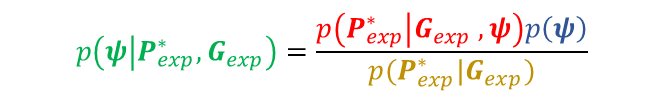 p(ψ|P*exp, Gexp) = p(P*exp|Gexp, ψ)p(ψ) / p(P*exp|Gexp)